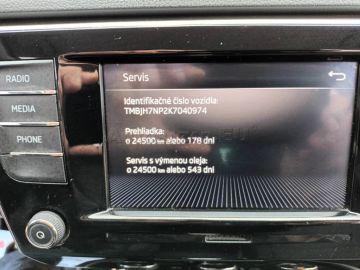 RADIO
MEDIA
PHONE
Servis
Identifikačné číslo vozidla:
TMBJH7NP2K7040974
Prehliadka:
o 24500 km alebo 178 dní
Servis s výmenou oleja:
o 24500 km alebo 543 dní